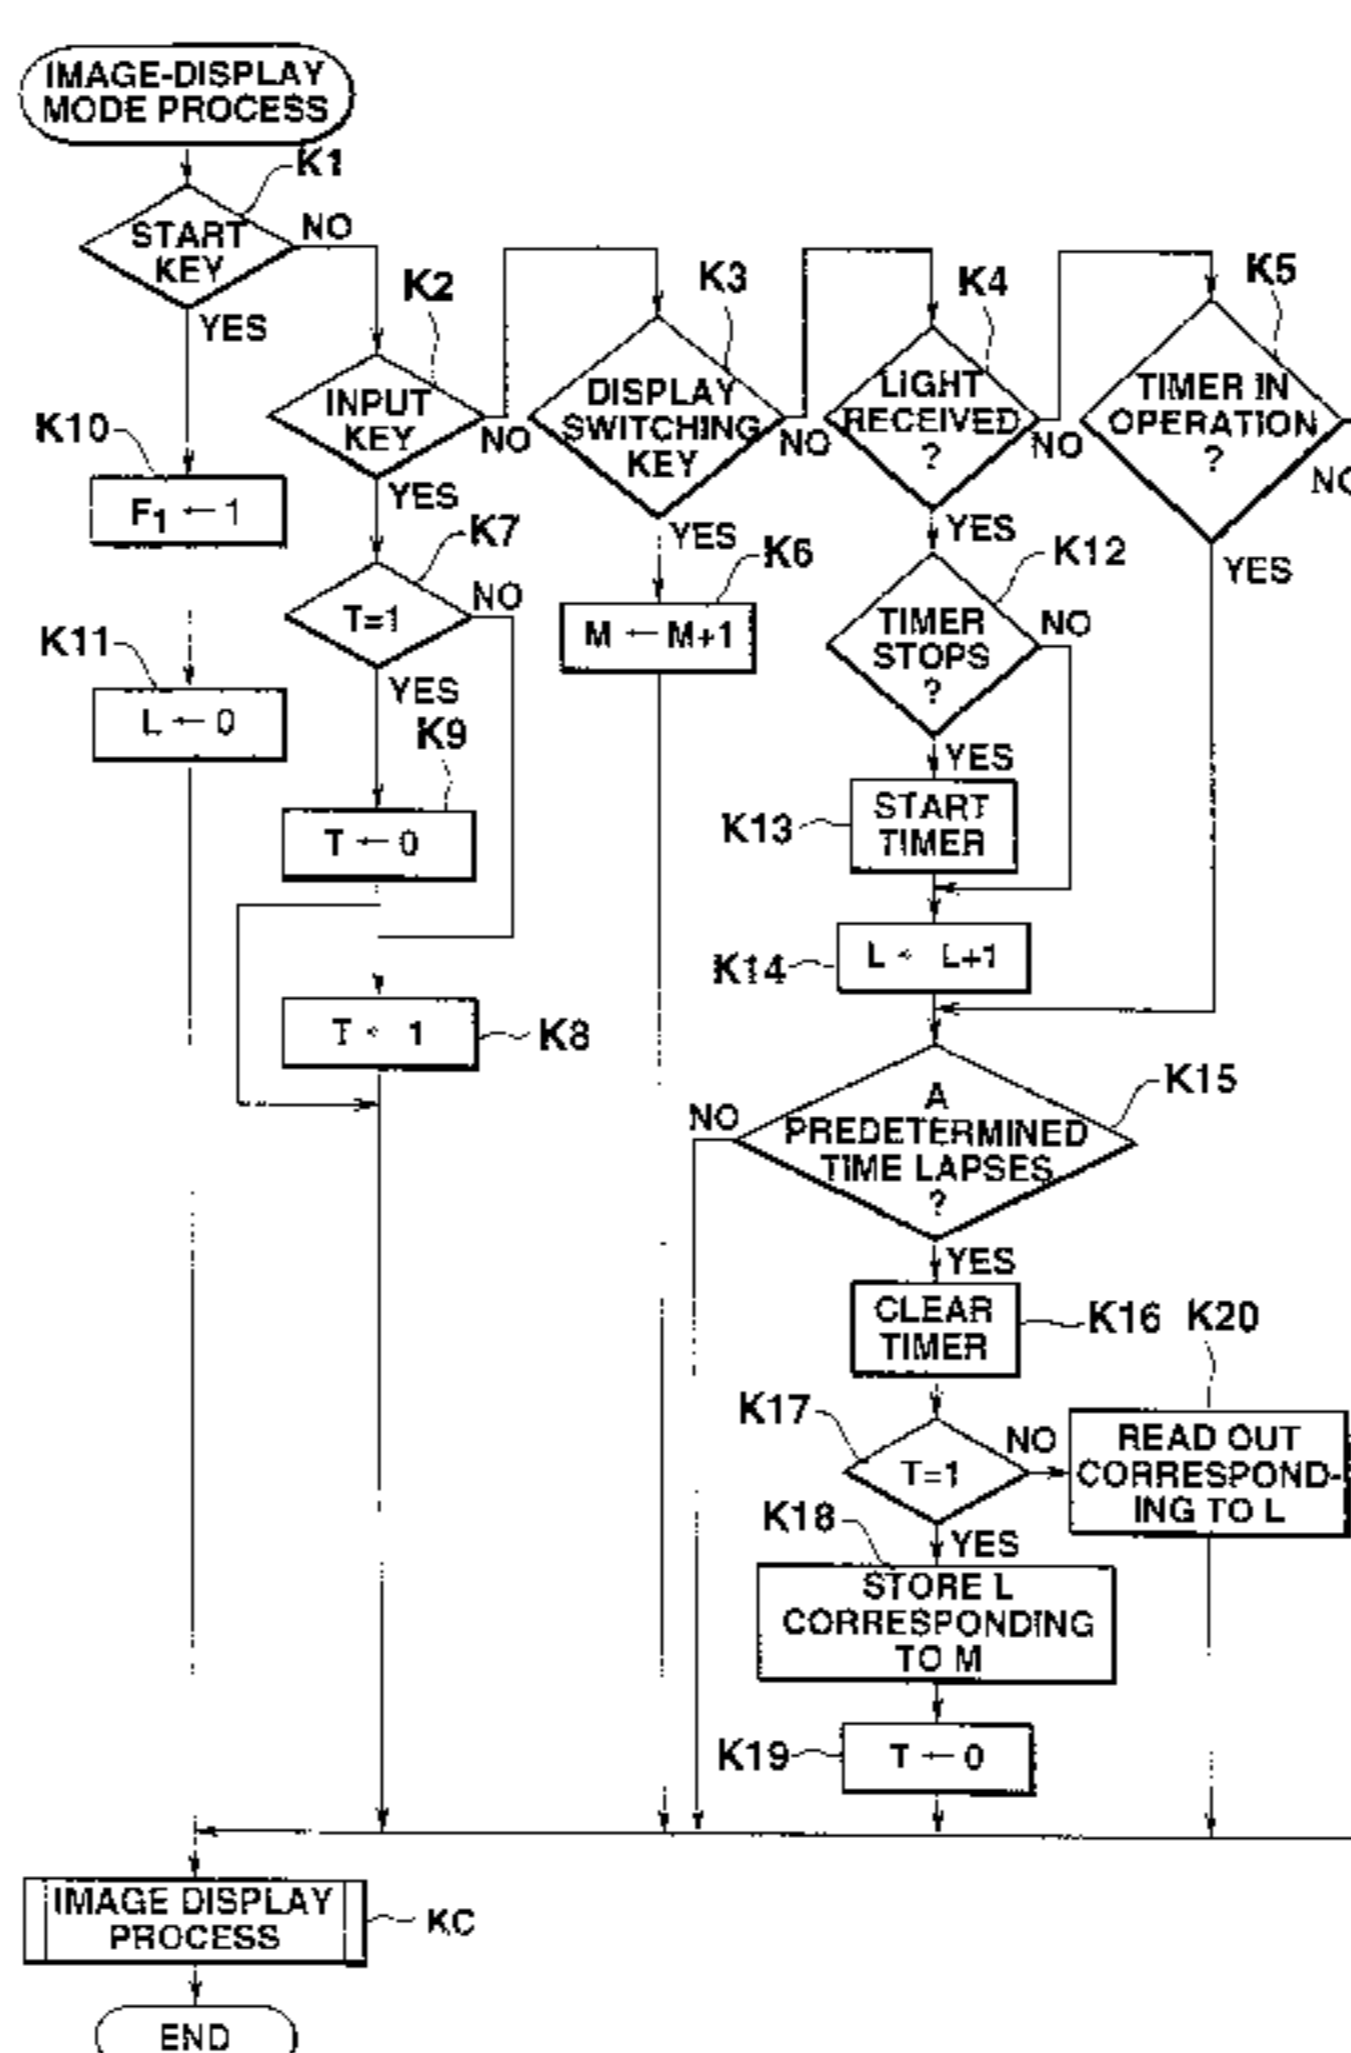 IMAGE-DISPLAY
MODE PROCESS
K1
START
KEY
NO
YES
K2
INPUT
KEY
NO
YES
K3
DISPLAY
SWITCHING
KEY
NO
YES
K4
LIGHT
RECEIVED
?
NO
YES
K5
TIMER IN
OPERATION
?
NO
YES
K10
F1 ← 1
K7
T=1
NO
YES
K6
M ← M+1
K12
TIMER
STOPS
?
NO
YES
K11
L ← 0
K9
T ← 0
K13
START
TIMER
K14
L ← L+1
K8
T ← 1
K15
A
PREDETERMINED
TIME LAPSES
?
NO
YES
K16
CLEAR
TIMER
K20
READ OUT
CORRESPOND-
ING TO L
K17
T=1
NO
YES
K18
STORE L
CORRESPONDING
TO M
K19
T ← 0
IMAGE DISPLAY
PROCESS
KC
END